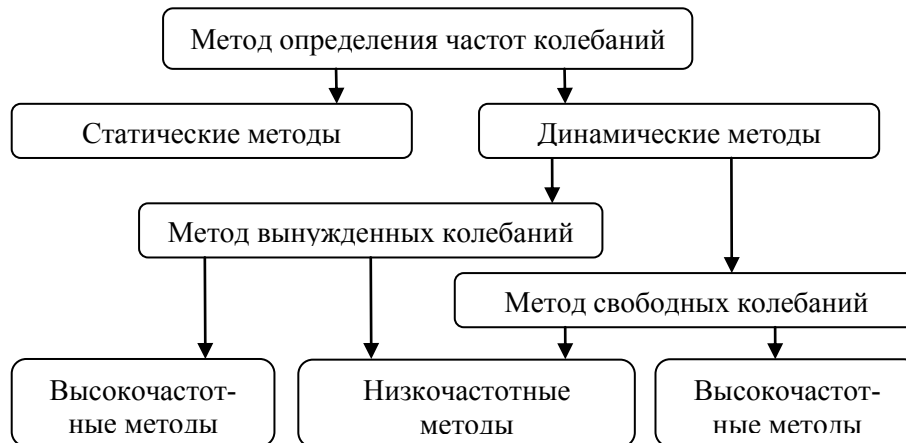 Метод определения частот колебаний
Статические методы
Динамические методы
Метод вынужденных колебаний
Метод свободных колебаний
Высокочастот-
ные методы
Низкочастотные
методы
Высокочастот-
ные методы